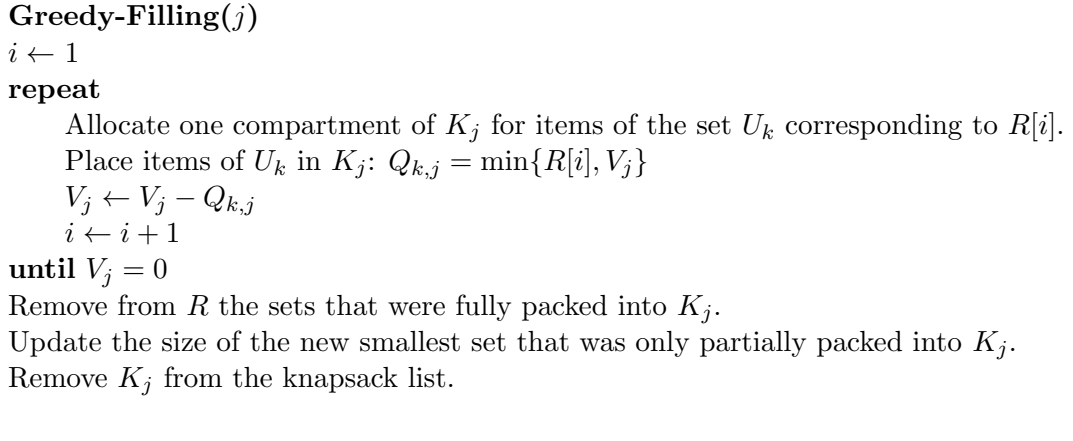 Greedy-Filling(j)
i ← 1
repeat
Allocate one compartment of K_j for items of the set U_k corresponding to R[i].
Place items of U_k in K_j: Q_{k,j} = min{R[i], V_j}
V_j ← V_j − Q_{k,j}
i ← i + 1
until V_j = 0
Remove from R the sets that were fully packed into K_j.
Update the size of the new smallest set that was only partially packed into K_j.
Remove K_j from the knapsack list.